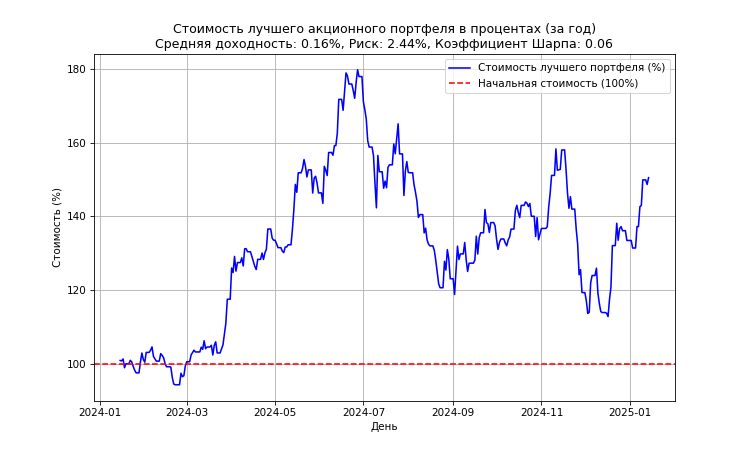 Стоимость лучшего акционного портфеля в процентах (за год)
Средняя доходность: 0.16%, Риск: 2.44%, Коэффициент Шарпа: 0.06
Стоимость лучшего портфеля (%)
Начальная стоимость (100%)
Стоимость (%)
180
160
140
120
100
2024-01
2024-03
2024-05
2024-07
2024-09
2024-11
2025-01
День